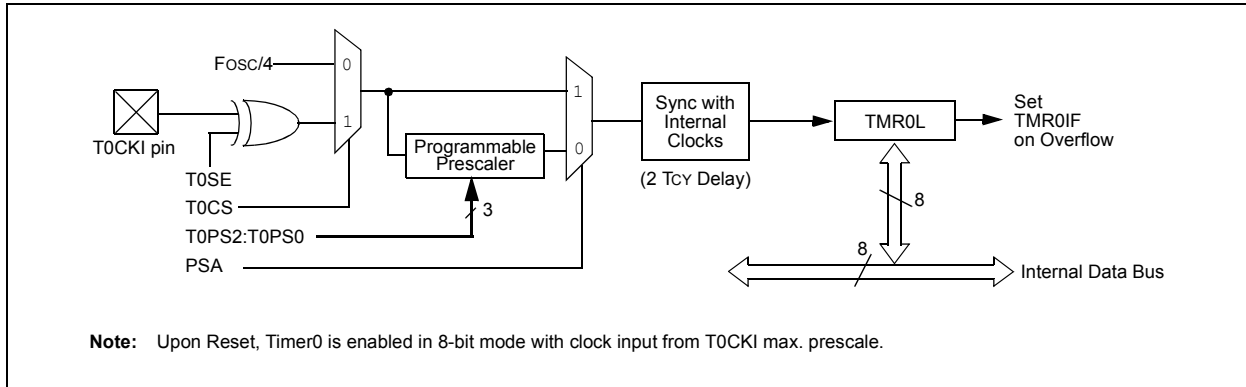 FOSC/4
0
1
T0CKI pin
T0SE
T0CS
T0PS2:T0PS0
PSA
Programmable
Prescaler
3
1
0
Sync with
Internal
Clocks
(2 TCY Delay)
TMR0L
Set
TMR0IF
on Overflow
8
8
Internal Data Bus
Note: Upon Reset, Timer0 is enabled in 8-bit mode with clock input from T0CKI max. prescale.